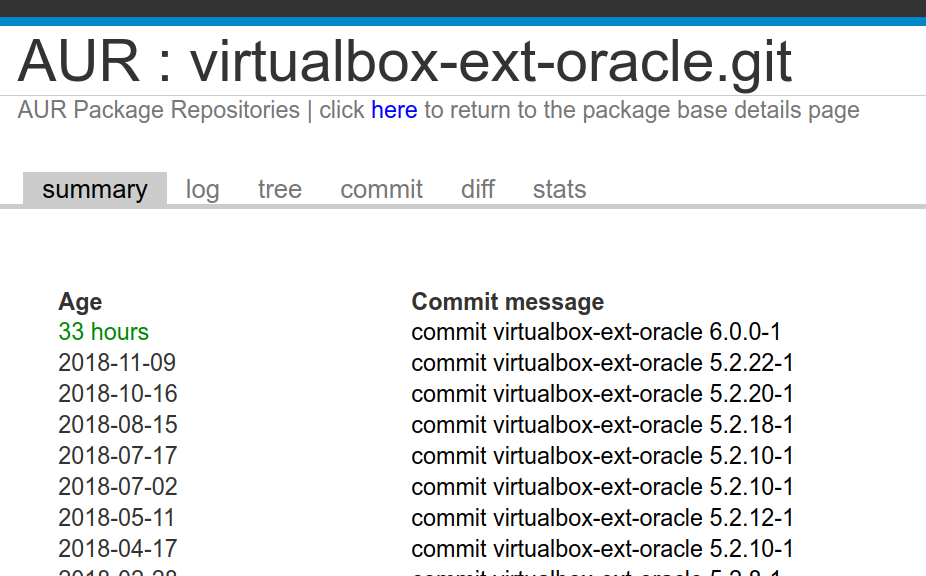 AUR : virtualbox-ext-oracle.git
AUR Package Repositories | click here to return to the package base details page
summary log tree commit diff stats
Age Commit message
33 hours commit virtualbox-ext-oracle 6.0.0-1
2018-11-09 commit virtualbox-ext-oracle 5.2.22-1
2018-10-16 commit virtualbox-ext-oracle 5.2.20-1
2018-08-15 commit virtualbox-ext-oracle 5.2.18-1
2018-07-17 commit virtualbox-ext-oracle 5.2.10-1
2018-07-02 commit virtualbox-ext-oracle 5.2.10-1
2018-05-11 commit virtualbox-ext-oracle 5.2.12-1
2018-04-17 commit virtualbox-ext-oracle 5.2.10-1